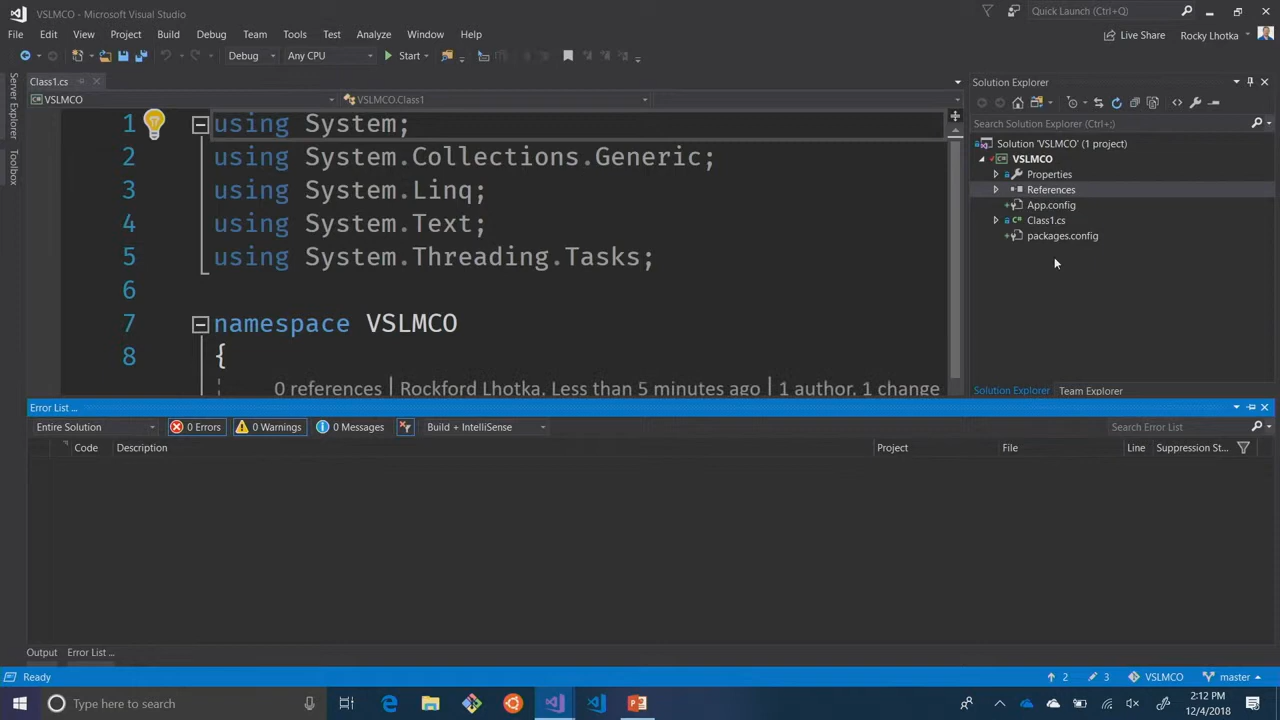 VSLMCO - Microsoft Visual Studio
Quick Launch (Ctrl+Q)
File Edit View Project Build Debug Team Tools Test Analyze Window Help
Live Share
Rocky Lhotka
Debug Any CPU Start
Server Explorer
Toolbox
Class1.cs
VSLMCO VSLMCO.Class1
1 using System;
2 using System.Collections.Generic;
3 using System.Linq;
4 using System.Text;
5 using System.Threading.Tasks;
6
7 namespace VSLMCO
8 {
0 references | Rockford Lhotka, Less than 5 minutes ago | 1 author, 1 change
Solution Explorer
Search Solution Explorer (Ctrl+;)
Solution 'VSLMCO' (1 project)
VSLMCO
Properties
References
App.config
C# Class1.cs
packages.config
Solution Explorer Team Explorer
Error List ...
Entire Solution 0 Errors 0 Warnings 0 Messages Build + IntelliSense Search Error List
Code Description Project File Line Suppression St...
Output Error List ...
Ready 2 3 VSLMCO master
Type here to search
2:12 PM
12/4/2018